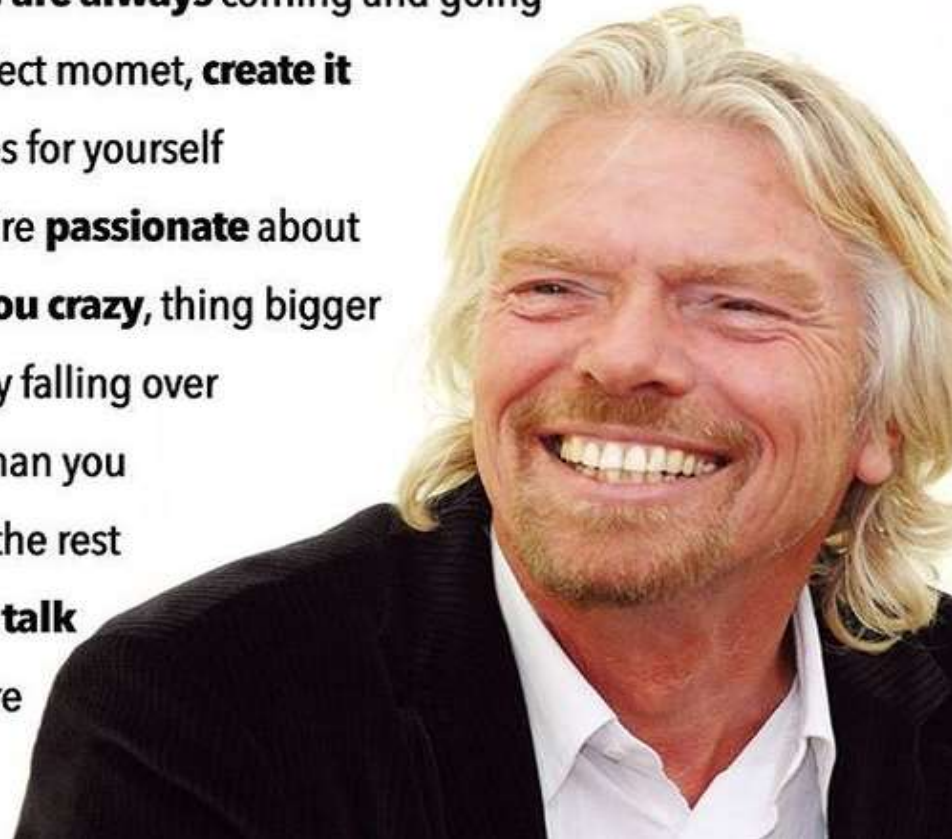 are always coming and going
ect momet, create it
s for yourself
re passionate about
ou crazy, thing bigger
y falling over
han you
the rest
talk
re